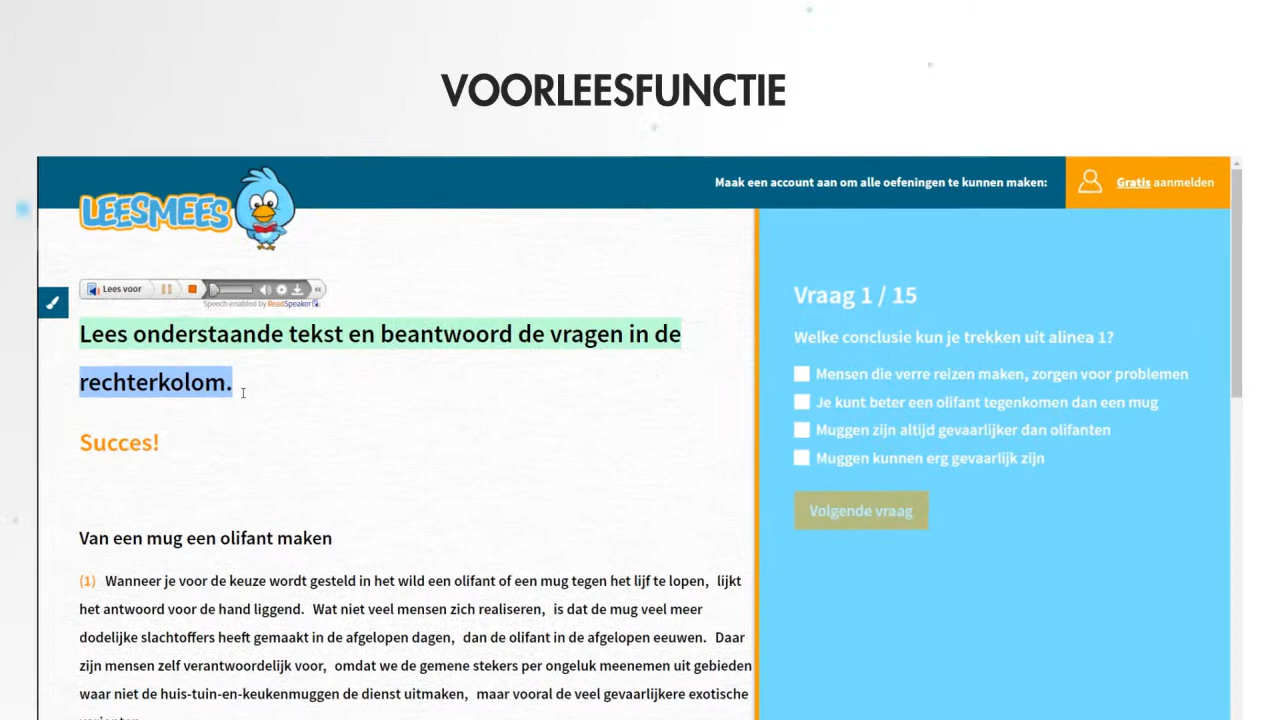 VOORLEESFUNCTIE
LEESMEES
Maak een account aan om alle oefeningen te kunnen maken:
Gratis aanmelden
Lees voor
Speech-enabled by ReadSpeaker
Lees onderstaande tekst en beantwoord de vragen in de
rechterkolom.
Succes!
Van een mug een olifant maken
(1) Wanneer je voor de keuze wordt gesteld in het wild een olifant of een mug tegen het lijf te lopen, lijkt
het antwoord voor de hand liggend. Wat niet veel mensen zich realiseren, is dat de mug veel meer
dodelijke slachtoffers heeft gemaakt in de afgelopen dagen, dan de olifant in de afgelopen eeuwen. Daar
zijn mensen zelf verantwoordelijk voor, omdat we de gemene stekers per ongeluk meenemen uit gebieden
waar niet de huis-tuin-en-keukenmuggen de dienst uitmaken, maar vooral de veel gevaarlijkere exotische
Vraag 1 / 15
Welke conclusie kun je trekken uit alinea 1?
Mensen die verre reizen maken, zorgen voor problemen
Je kunt beter een olifant tegenkomen dan een mug
Muggen zijn altijd gevaarlijker dan olifanten
Muggen kunnen erg gevaarlijk zijn
Volgende vraag